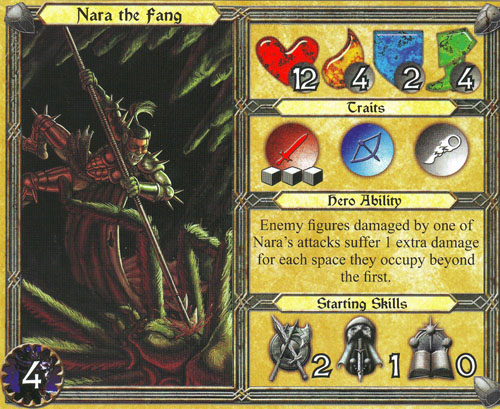 Nara the Fang
12 4 2 4
Traits
Hero Ability
Enemy figures damaged by one of
Nara's attacks suffer 1 extra damage
for each space they occupy beyond
the first.
Starting Skills
2 1 0
4